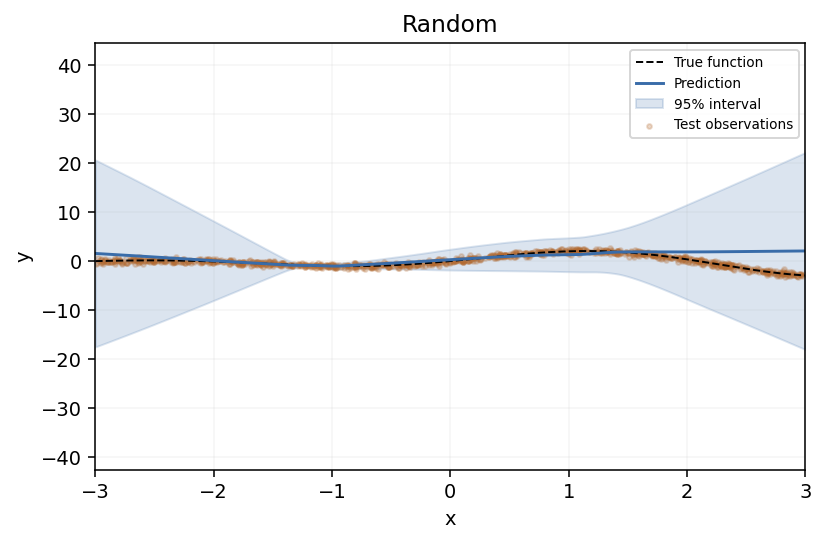 Random
True function
Prediction
95% interval
Test observations
y
40
30
20
10
0
−10
−20
−30
−40
−3
−2
−1
0
1
2
3
x